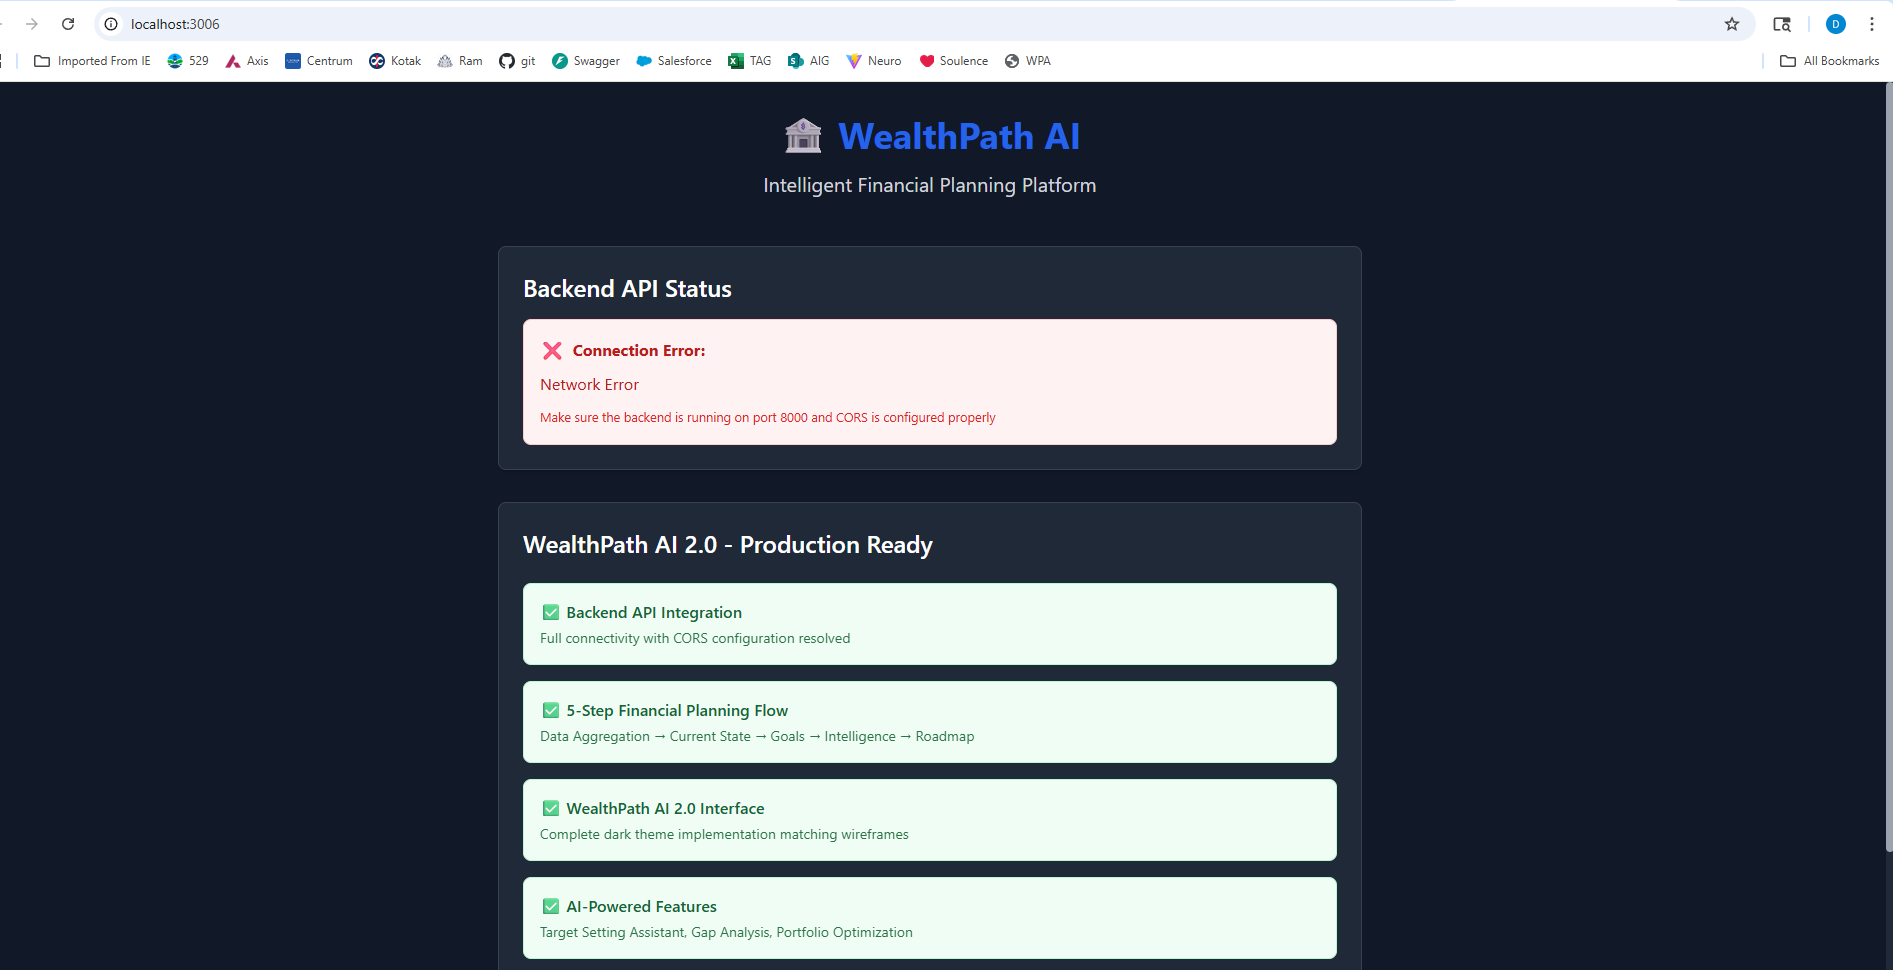 localhost:3006
D
Imported From IE 529 Axis Centrum Kotak Ram git Swagger Salesforce TAG AIG Neuro Soulence WPA All Bookmarks
WealthPath AI
Intelligent Financial Planning Platform
Backend API Status
Connection Error:
Network Error
Make sure the backend is running on port 8000 and CORS is configured properly
WealthPath AI 2.0 - Production Ready
Backend API Integration
Full connectivity with CORS configuration resolved
5-Step Financial Planning Flow
Data Aggregation → Current State → Goals → Intelligence → Roadmap
WealthPath AI 2.0 Interface
Complete dark theme implementation matching wireframes
AI-Powered Features
Target Setting Assistant, Gap Analysis, Portfolio Optimization